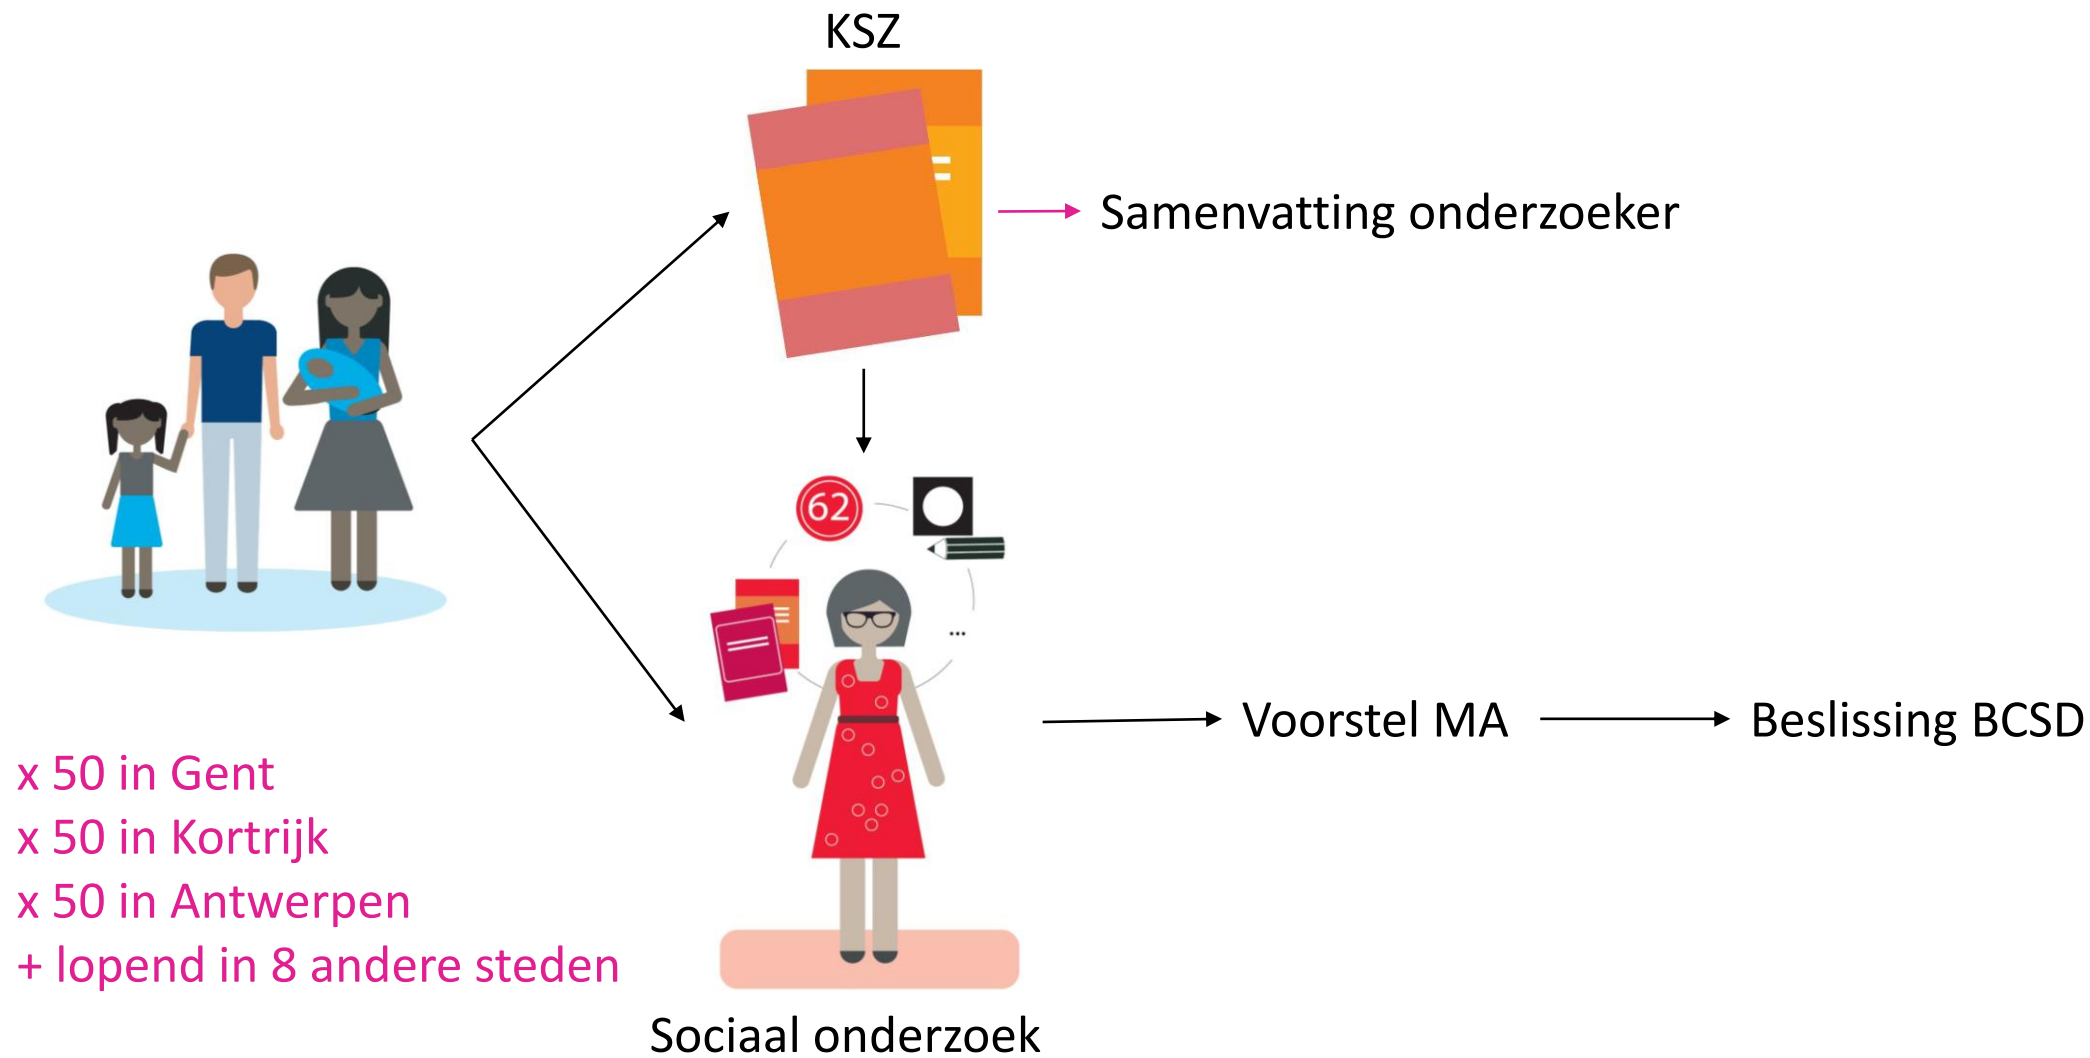 KSZ
Samenvatting onderzoeker
62
...
Voorstel MA
Beslissing BCSD
x 50 in Gent
x 50 in Kortrijk
x 50 in Antwerpen
+ lopend in 8 andere steden
Sociaal onderzoek